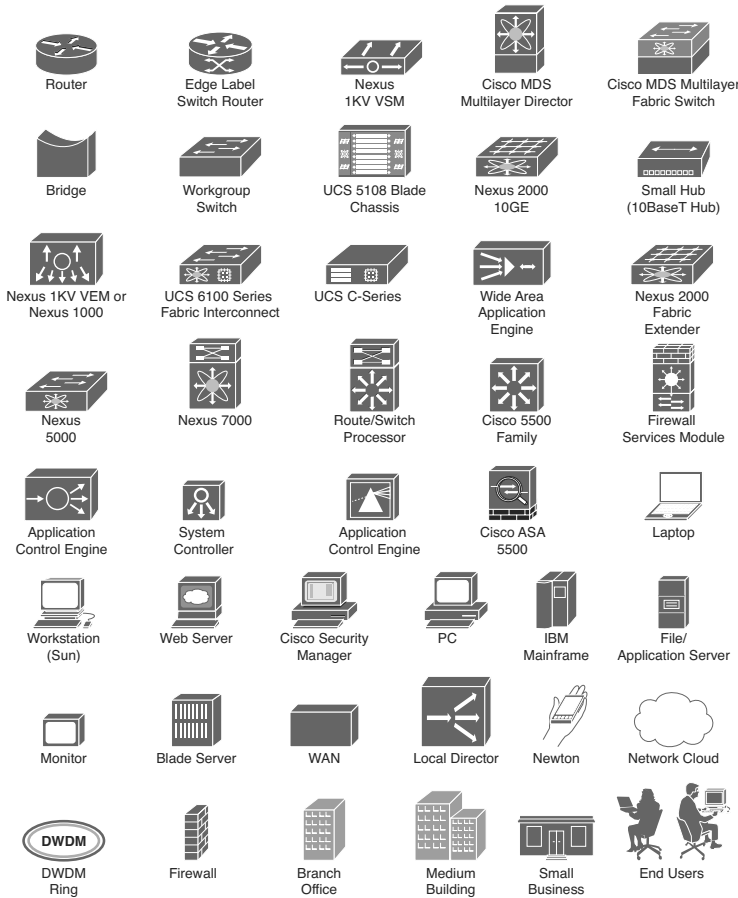 Router
Edge Label
Switch Router
Nexus
1KV VSM
Cisco MDS
Multilayer Director
Cisco MDS Multilayer
Fabric Switch
Bridge
Workgroup
Switch
UCS 5108 Blade
Chassis
Nexus 2000
10GE
Small Hub
(10BaseT Hub)
Nexus 1KV VEM or
Nexus 1000
UCS 6100 Series
Fabric Interconnect
UCS C-Series
Wide Area
Application
Engine
Nexus 2000
Fabric
Extender
Nexus
5000
Nexus 7000
Route/Switch
Processor
Cisco 5500
Family
Firewall
Services Module
Application
Control Engine
System
Controller
Application
Control Engine
Cisco ASA
5500
Laptop
Workstation
(Sun)
Web Server
Cisco Security
Manager
PC
IBM
Mainframe
File/
Application Server
Monitor
Blade Server
WAN
Local Director
Newton
Network Cloud
DWDM
DWDM
Ring
Firewall
Branch
Office
Medium
Building
Small
Business
End Users